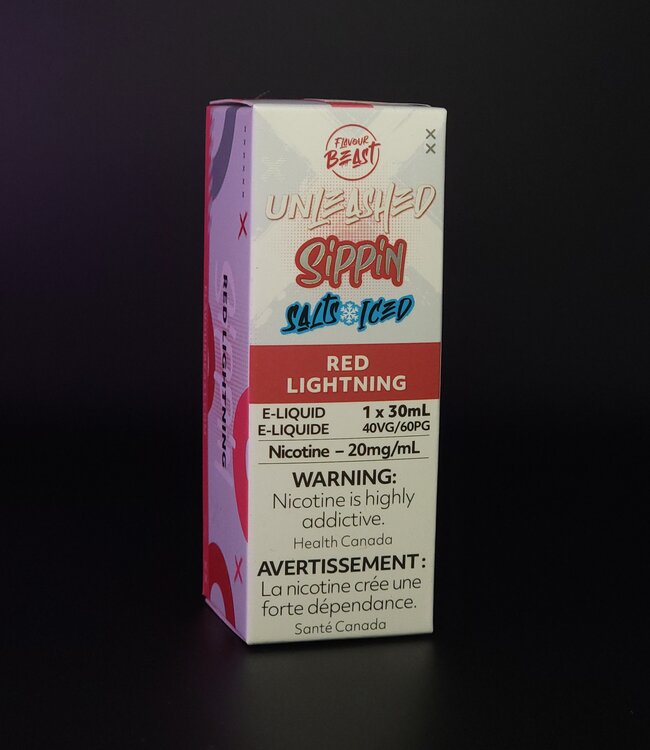 FLAVOUR
BEAST
UNLEASHED
SIPPIN
SALTS ICED
RED
LIGHTNING
E-LIQUID 1 x 30mL
E-LIQUIDE 40VG/60PG
Nicotine – 20mg/mL
WARNING:
Nicotine is highly
addictive.
Health Canada
AVERTISSEMENT :
La nicotine crée une
forte dépendance.
Santé Canada
RED LIGHTNING